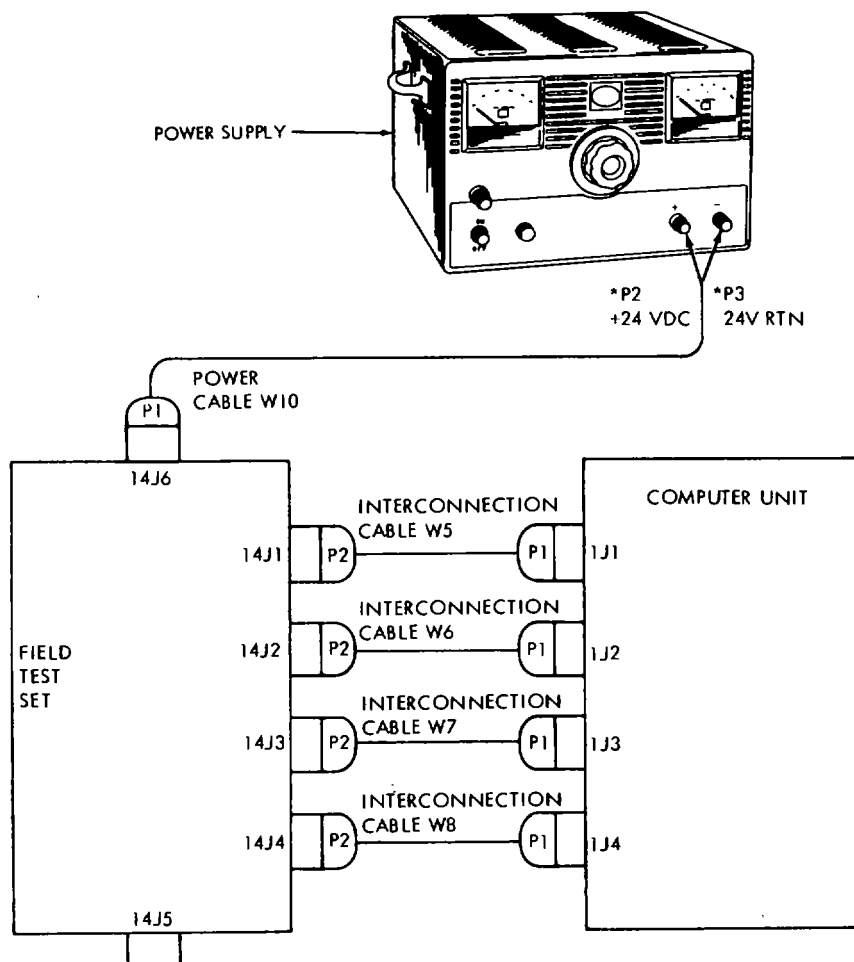 POWER SUPPLY
+
-
ON
OFF
*P2
+24 VDC
*P3
24V RTN
POWER
CABLE W10
P1
14J6
FIELD
TEST
SET
COMPUTER UNIT
INTERCONNECTION
CABLE W5
14J1
P2
P1
1J1
INTERCONNECTION
CABLE W6
14J2
P2
P1
1J2
INTERCONNECTION
CABLE W7
14J3
P2
P1
1J3
INTERCONNECTION
CABLE W8
14J4
P2
P1
1J4
14J5